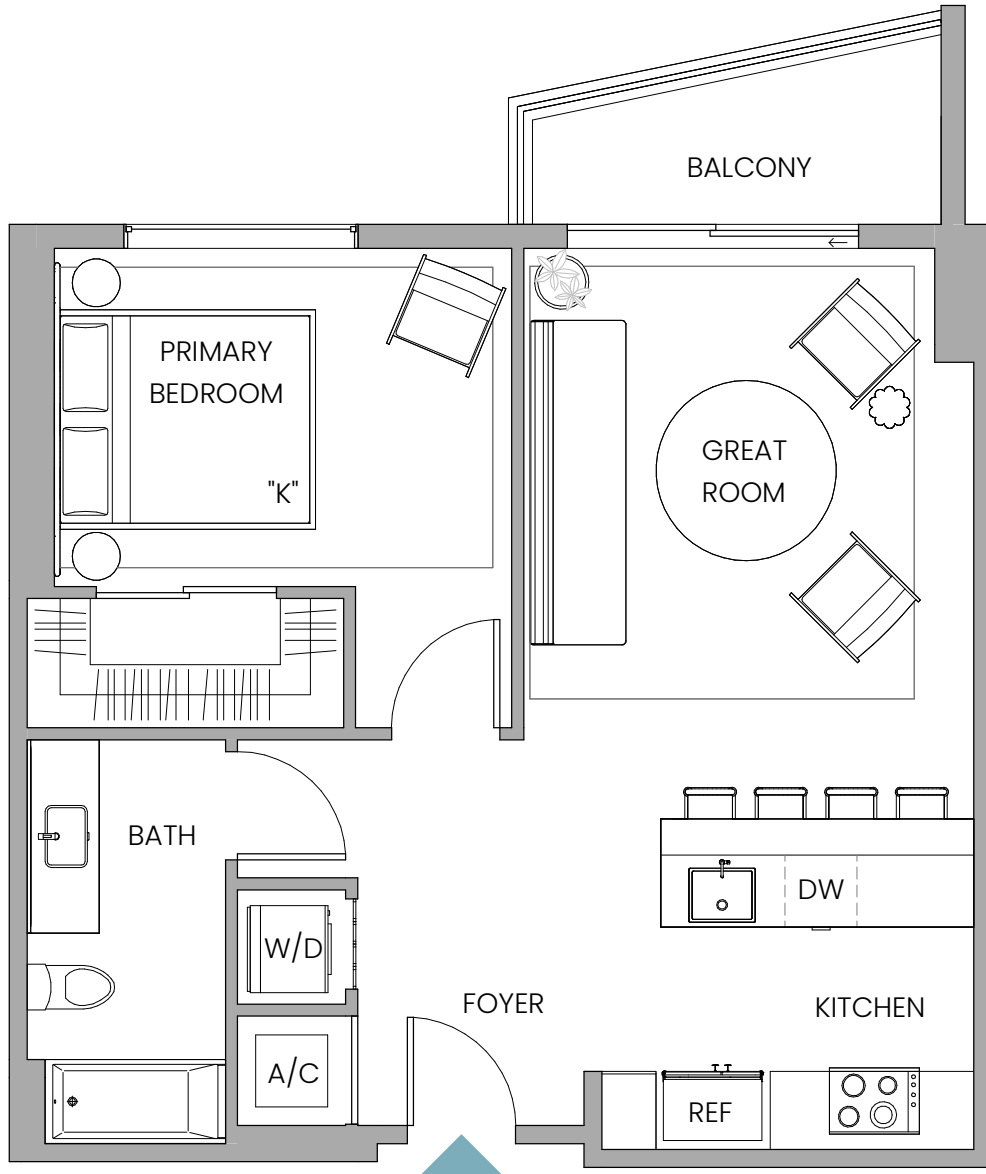 BALCONY
PRIMARY
BEDROOM
"K"
GREAT
ROOM
BATH
DW
W/D
FOYER
KITCHEN
A/C
REF